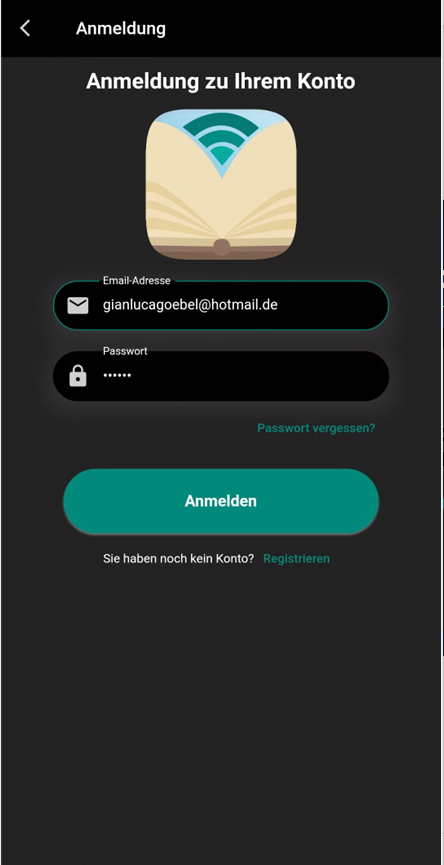 Anmeldung
Anmeldung zu Ihrem Konto
Email-Adresse
gianlucagoebel@hotmail.de
Passwort
••••••
Passwort vergessen?
Anmelden
Sie haben noch kein Konto? Registrieren